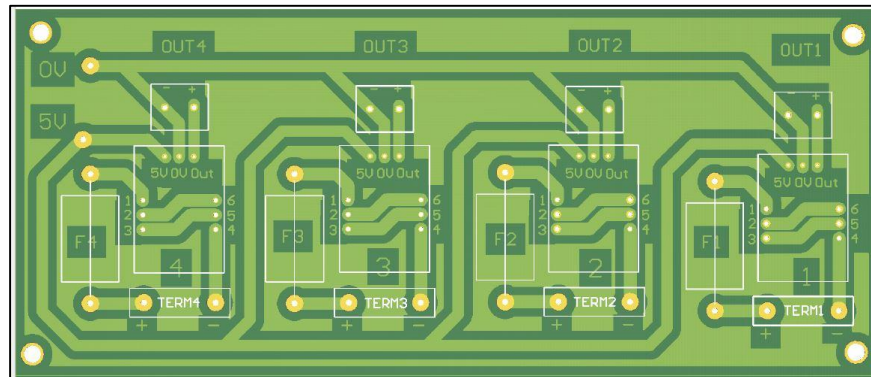 OUT4 OUT3 OUT2 OUT1
0V
- + - + - + - +
5V
5V 0V Out 5V 0V Out 5V 0V Out 5V 0V Out
1 6 1 6 1 6 1 6
2 5 2 5 2 5 2 5
3 4 3 4 3 4 3 4
F4 F3 F2 F1
4 3 2 1
TERM4 TERM3 TERM2 TERM1
+ - + - + - + -